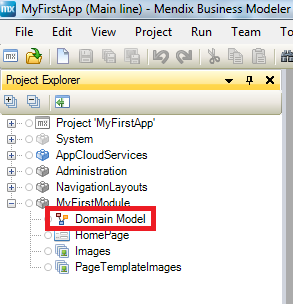 MyFirstApp (Main line) - Mendix Business Modeler
File Edit View Project Run Team
Project Explorer
Project 'MyFirstApp'
System
AppCloudServices
Administration
NavigationLayouts
MyFirstModule
Domain Model
HomePage
Images
PageTemplateImages